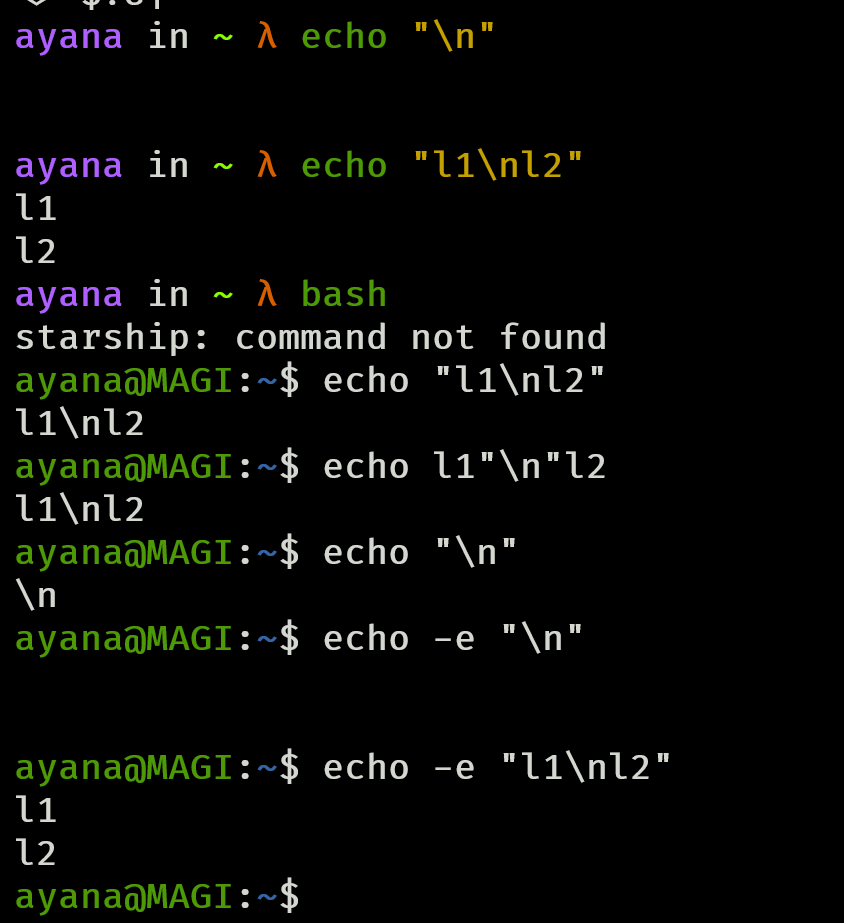 ayana in ~ λ echo "\n"
ayana in ~ λ echo "l1\nl2"
l1
l2
ayana in ~ λ bash
starship: command not found
ayana@MAGI:~$ echo "l1\nl2"
l1\nl2
ayana@MAGI:~$ echo l1"\n"l2
l1\nl2
ayana@MAGI:~$ echo "\n"
\n
ayana@MAGI:~$ echo -e "\n"
ayana@MAGI:~$ echo -e "l1\nl2"
l1
l2
ayana@MAGI:~$